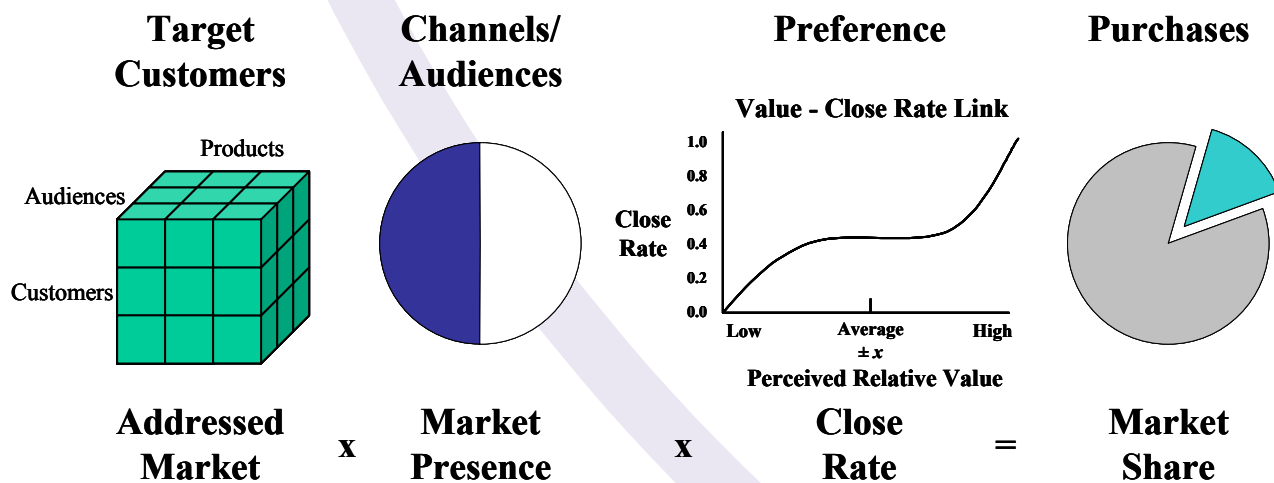 Target
Customers
Channels/
Audiences
Preference
Purchases
Products
Audiences
Customers
Value - Close Rate Link
Close
Rate
1.0
0.8
0.6
0.4
0.2
0.0
Low
Average
± x
High
Perceived Relative Value
Addressed
Market
x
Market
Presence
x
Close
Rate
=
Market
Share